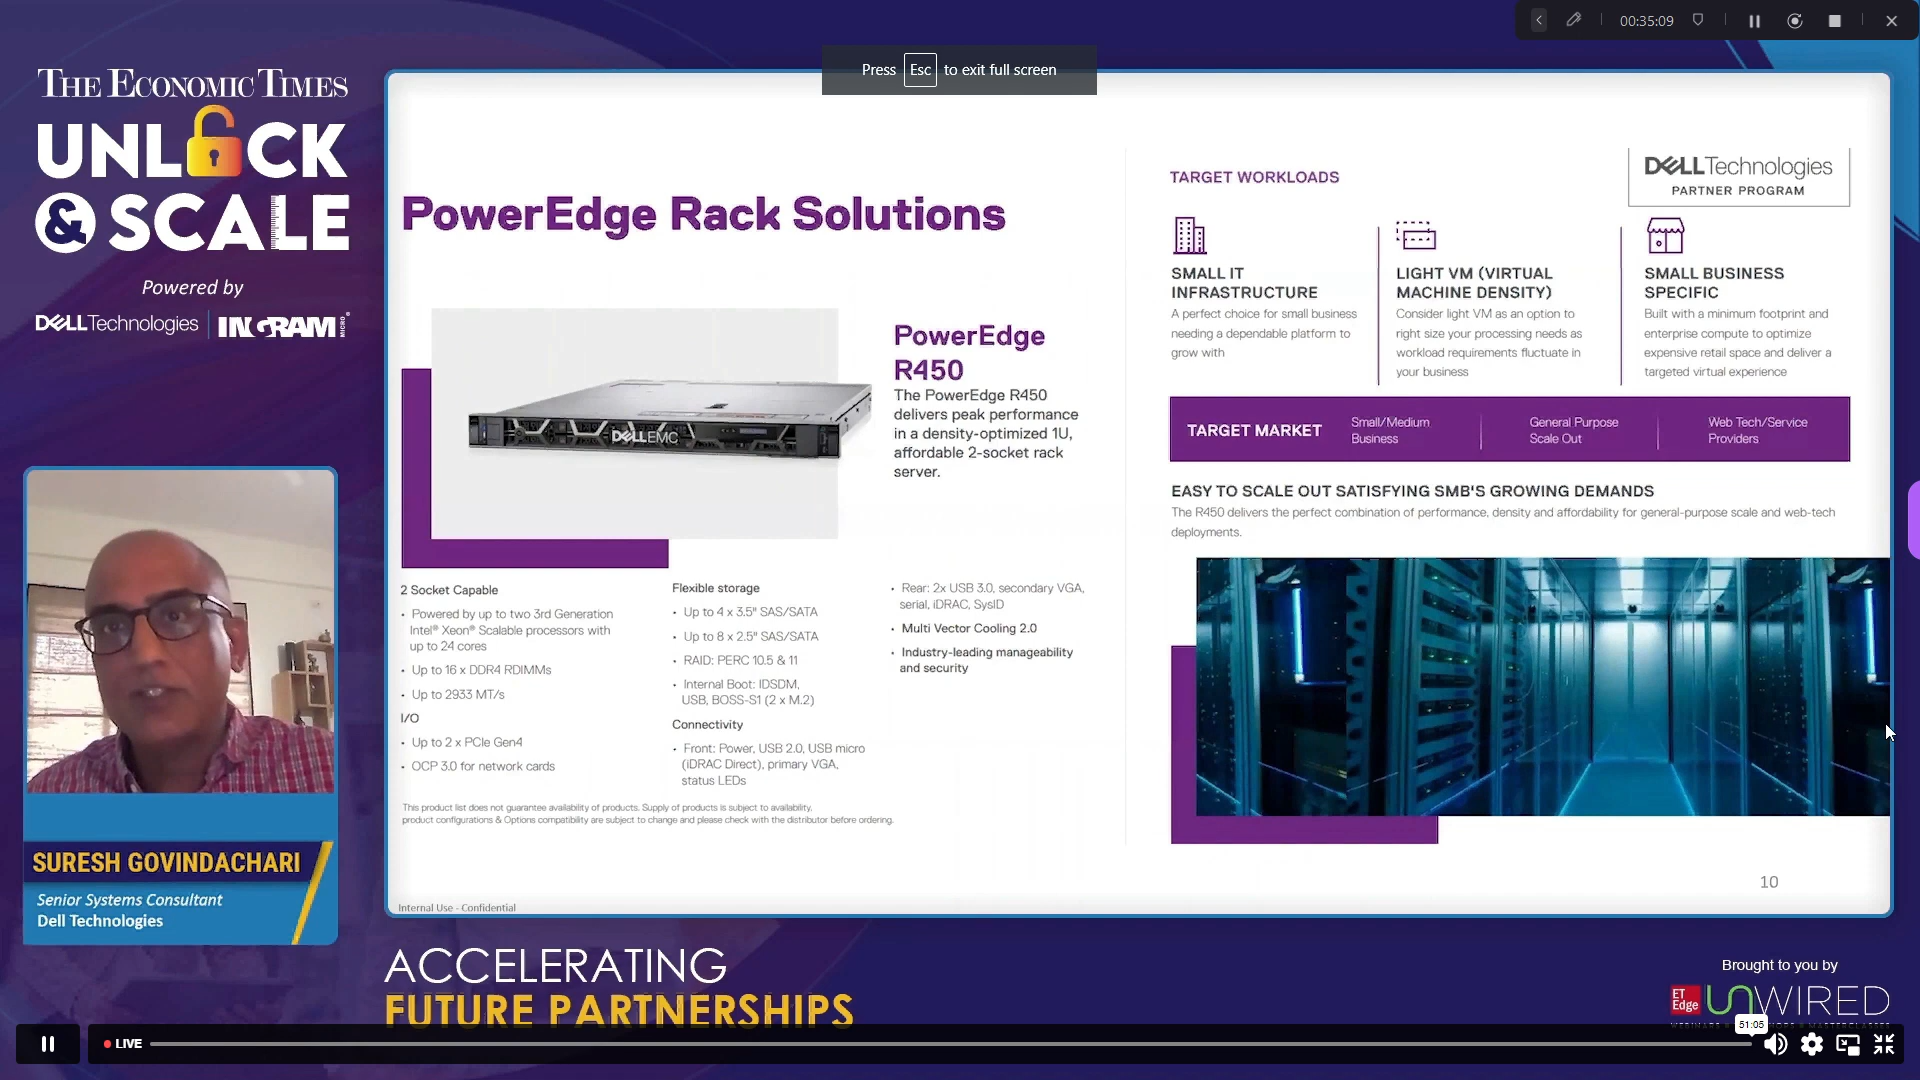 00:35:09
Press Esc to exit full screen
THE ECONOMIC TIMES
UNLOCK
& SCALE
Powered by
DELL Technologies
INGRAM MICRO
PowerEdge Rack Solutions
PowerEdge
R450
The PowerEdge R450
delivers peak performance
in a density-optimized 1U,
affordable 2-socket rack
server.
DELL EMC
2 Socket Capable
• Powered by up to two 3rd Generation
Intel® Xeon® Scalable processors with
up to 24 cores
• Up to 16 x DDR4 RDIMMs
• Up to 2933 MT/s
I/O
• Up to 2 x PCIe Gen4
• OCP 3.0 for network cards
Flexible storage
• Up to 4 x 3.5" SAS/SATA
• Up to 8 x 2.5" SAS/SATA
• RAID: PERC 10.5 & 11
• Internal Boot: IDSDM,
USB, BOSS-S1 (2 x M.2)
Connectivity
• Front: Power, USB 2.0, USB micro
(iDRAC Direct), primary VGA,
status LEDs
• Rear: 2x USB 3.0, secondary VGA,
serial, iDRAC, SysID
• Multi Vector Cooling 2.0
• Industry-leading manageability
and security
This product list does not guarantee availability of products. Supply of products is subject to availability.
product configurations & Options compatibility are subject to change and please check with the distributor before ordering.
Internal Use - Confidential
TARGET WORKLOADS
DELL Technologies
PARTNER PROGRAM
SMALL IT
INFRASTRUCTURE
A perfect choice for small business
needing a dependable platform to
grow with
LIGHT VM (VIRTUAL
MACHINE DENSITY)
Consider light VM as an option to
right size your processing needs as
workload requirements fluctuate in
your business
SMALL BUSINESS
SPECIFIC
Built with a minimum footprint and
enterprise compute to optimize
expensive retail space and deliver a
targeted virtual experience
TARGET MARKET
Small/Medium
Business
General Purpose
Scale Out
Web Tech/Service
Providers
EASY TO SCALE OUT SATISFYING SMB'S GROWING DEMANDS
The R450 delivers the perfect combination of performance, density and affordability for general-purpose scale and web-tech
deployments.
10
SURESH GOVINDACHARI
Senior Systems Consultant
Dell Technologies
ACCELERATING
FUTURE PARTNERSHIPS
Brought to you by
ET Edge
UNWIRED
51:05
LIVE